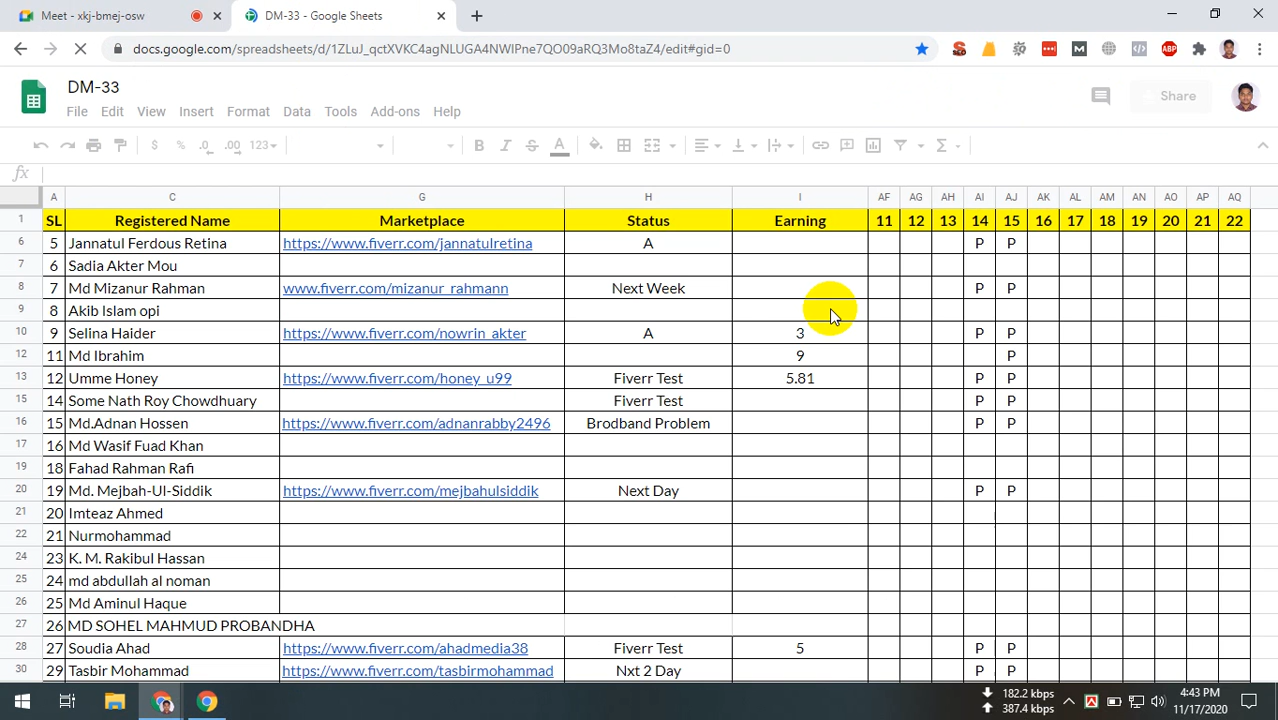 Meet - xkj-bmej-osw
DM-33 - Google Sheets
docs.google.com/spreadsheets/d/1ZLuJ_qctXVKC4agNLUGA4NWIPne7QO09aRQ3Mo8taZ4/edit#gid=0
DM-33
File Edit View Insert Format Data Tools Add-ons Help
Share
$ % .0 .00 123
B I S A
fx
A C G H I AF AG AH AI AJ AK AL AM AN AO AP AQ
1 SL Registered Name Marketplace Status Earning 11 12 13 14 15 16 17 18 19 20 21 22
6 5 Jannatul Ferdous Retina https://www.fiverr.com/jannatulretina A P P
7 6 Sadia Akter Mou
8 7 Md Mizanur Rahman www.fiverr.com/mizanur_rahmann Next Week P P
9 8 Akib Islam opi
10 9 Selina Haider https://www.fiverr.com/nowrin_akter A 3 P P
12 11 Md Ibrahim 9 P
13 12 Umme Honey https://www.fiverr.com/honey_u99 Fiverr Test 5.81 P P
15 14 Some Nath Roy Chowdhuary Fiverr Test P P
16 15 Md.Adnan Hossen https://www.fiverr.com/adnanrabby2496 Brodband Problem P P
17 16 Md Wasif Fuad Khan
19 18 Fahad Rahman Rafi
20 19 Md. Mejbah-Ul-Siddik https://www.fiverr.com/mejbahulsiddik Next Day P P
21 20 Imteaz Ahmed
22 21 Nurmohammad
24 23 K. M. Rakibul Hassan
25 24 md abdullah al noman
26 25 Md Aminul Haque
27 26 MD SOHEL MAHMUD PROBANDHA
28 27 Soudia Ahad https://www.fiverr.com/ahadmedia38 Fiverr Test 5 P P
30 29 Tasbir Mohammad https://www.fiverr.com/tasbirmohammad Nxt 2 Day P P
182.2 kbps
387.4 kbps
4:43 PM
11/17/2020